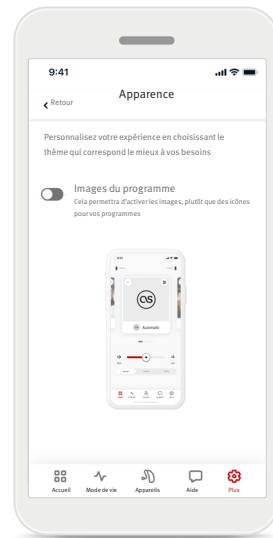 9:41
Retour
Apparence
Personnalisez votre expérience en choisissant le
thème qui correspond le mieux à vos besoins
Images du programme
Cela permettra d'activer les images, plutôt que des icônes
pour vos programmes
9:41
Automatic
Accueil Mode de vie Appareils Aide Plus